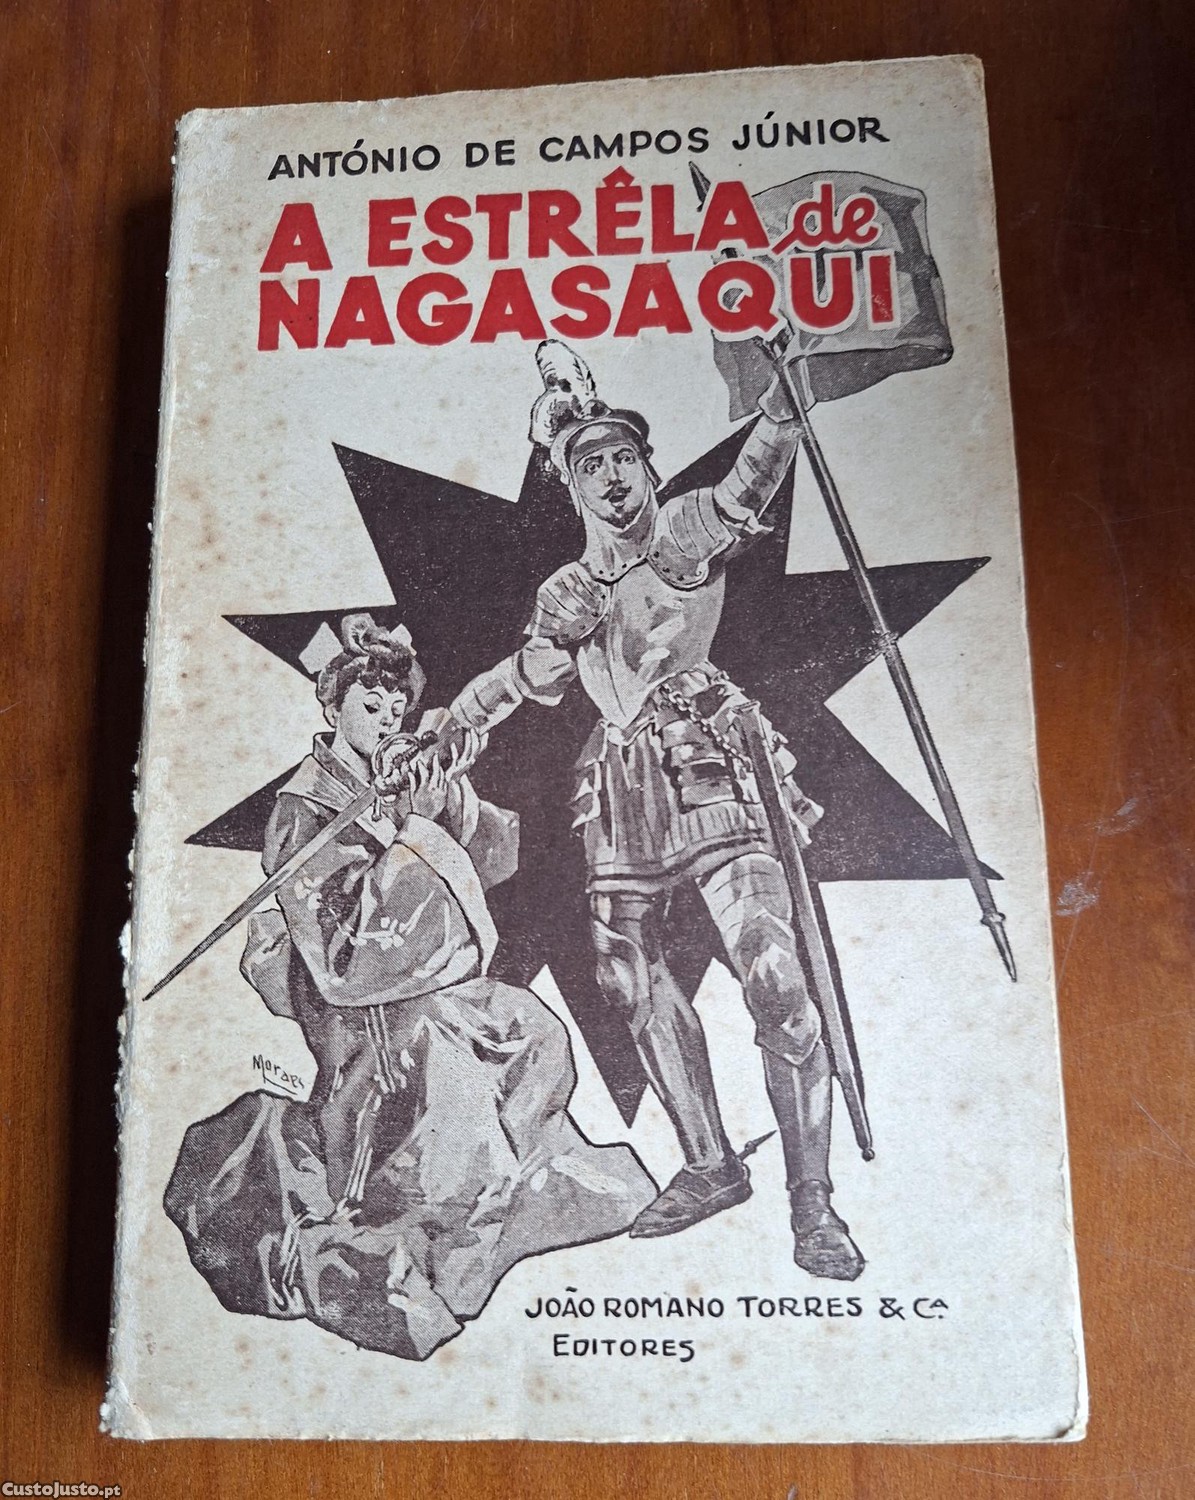 ANTÓNIO DE CAMPOS JÚNIOR
A ESTRÊLA de
NAGASAQUI
Moraes
JOÃO ROMANO TORRES & Cᴬ
EDITORES
CustoJusto.pt